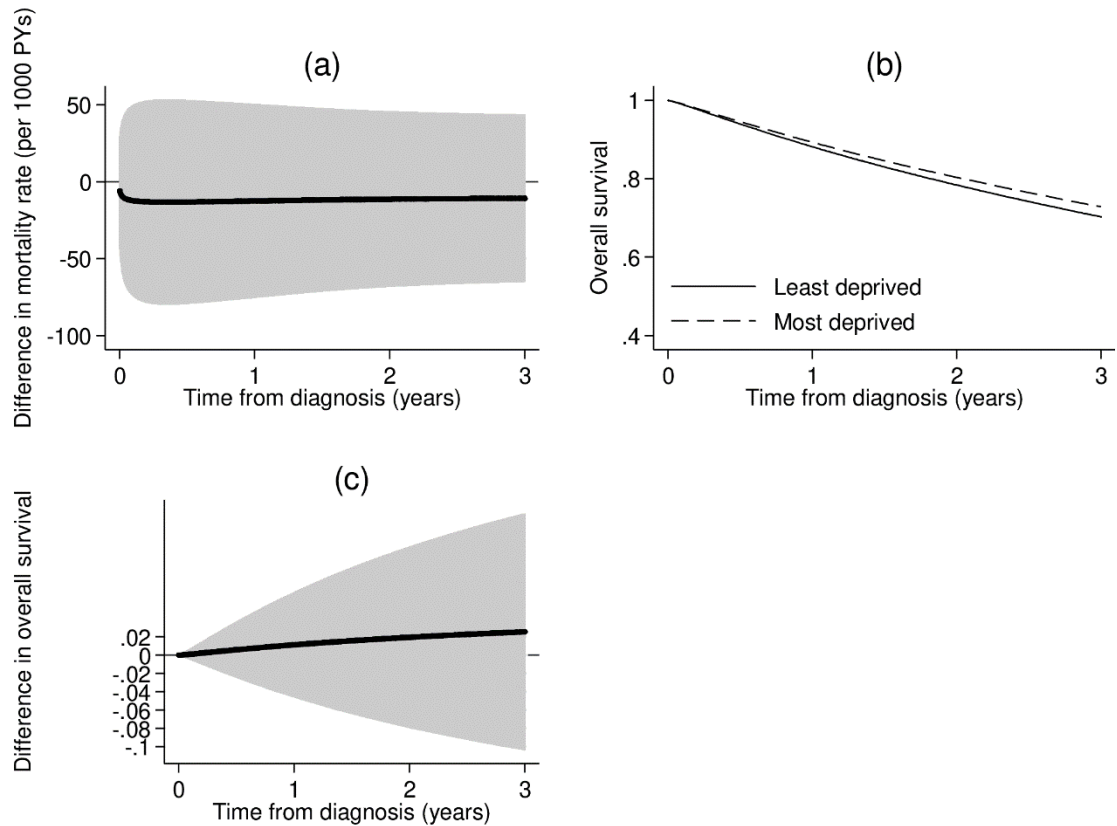 (a)
Difference in mortality rate (per 1000 PYs)
50
0
-50
-100
0 1 2 3
Time from diagnosis (years)
(b)
Overall survival
1
.8
.6
.4
Least deprived
Most deprived
0 1 2 3
Time from diagnosis (years)
(c)
Difference in overall survival
.02
0
-.02
-.04
-.06
-.08
-.1
0 1 2 3
Time from diagnosis (years)